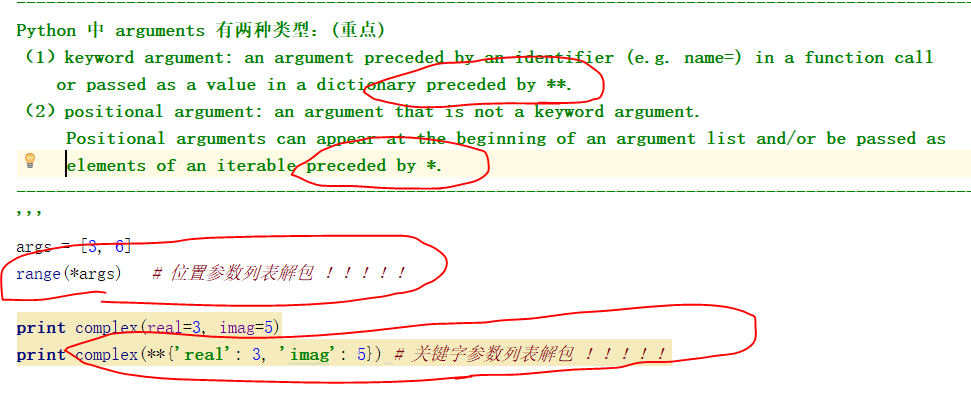 Python 中 arguments 有两种类型：(重点)
（1）keyword argument: an argument preceded by an identifier (e.g. name=) in a function call
or passed as a value in a dictionary preceded by **.
（2）positional argument: an argument that is not a keyword argument.
Positional arguments can appear at the beginning of an argument list and/or be passed as
elements of an iterable preceded by *.
'''
args = [3, 6]
range(*args) # 位置参数列表解包 ！！！！！
print complex(real=3, imag=5)
print complex(**{'real': 3, 'imag': 5}) # 关键字参数列表解包 ！！！！！